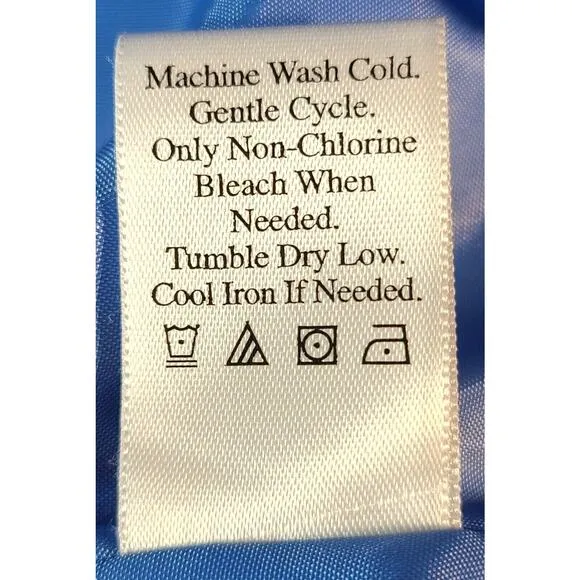 Machine Wash Cold.
Gentle Cycle.
Only Non-Chlorine
Bleach When
Needed.
Tumble Dry Low.
Cool Iron If Needed.